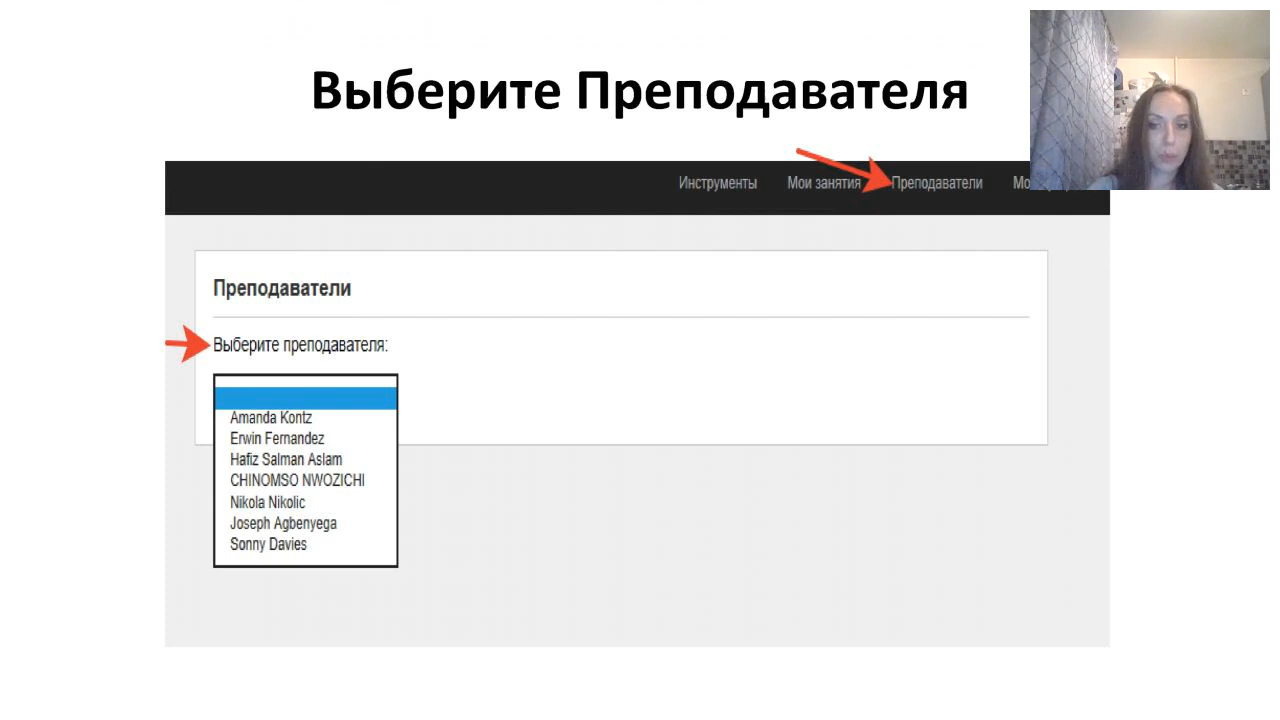 Выберите Преподавателя
Инструменты Мои занятия Преподаватели
Преподаватели
Выберите преподавателя:
Amanda Kontz
Erwin Fernandez
Hafiz Salman Aslam
CHINOMSO NWOZICHI
Nikola Nikolic
Joseph Agbenyega
Sonny Davies